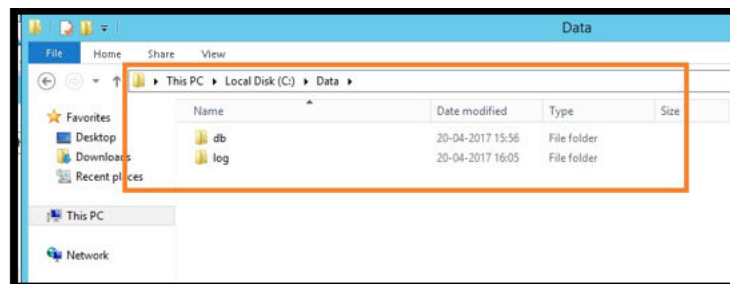 Data
File Home Share View
This PC Local Disk (C:) Data
Name Date modified Type Size
Favorites
Desktop
db 20-04-2017 15:56 File folder
Downloads
log 20-04-2017 16:05 File folder
Recent places
This PC
Network